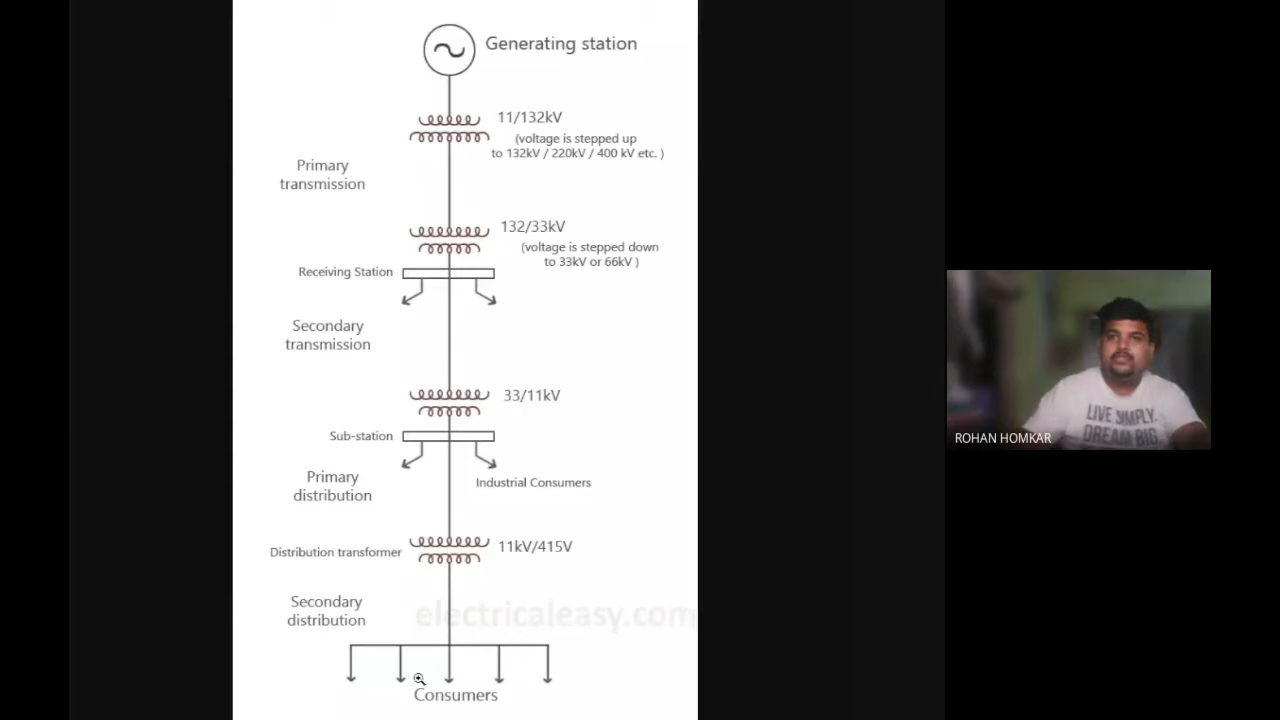 Generating station
11/132kV
(voltage is stepped up
to 132kV / 220kV / 400 kV etc. )
Primary
transmission
132/33kV
(voltage is stepped down
to 33kV or 66kV )
Receiving Station
Secondary
transmission
33/11kV
Sub-station
Primary
distribution
Industrial Consumers
Distribution transformer
11kV/415V
Secondary
distribution
electricaleasy.com
Consumers
LIVE SIMPLY.
DREAM BIG
ROHAN HOMKAR